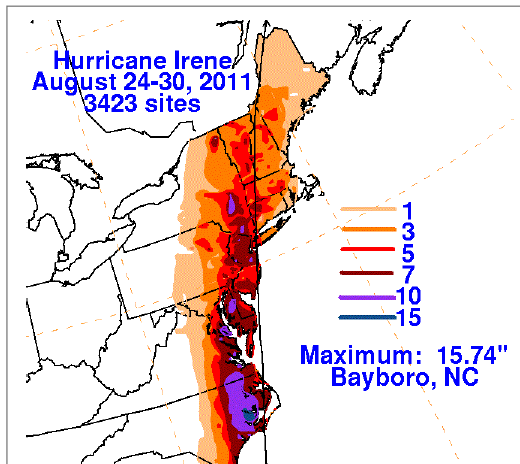 Hurricane Irene
August 24-30, 2011
3423 sites
1
3
5
7
10
15
Maximum: 15.74"
Bayboro, NC